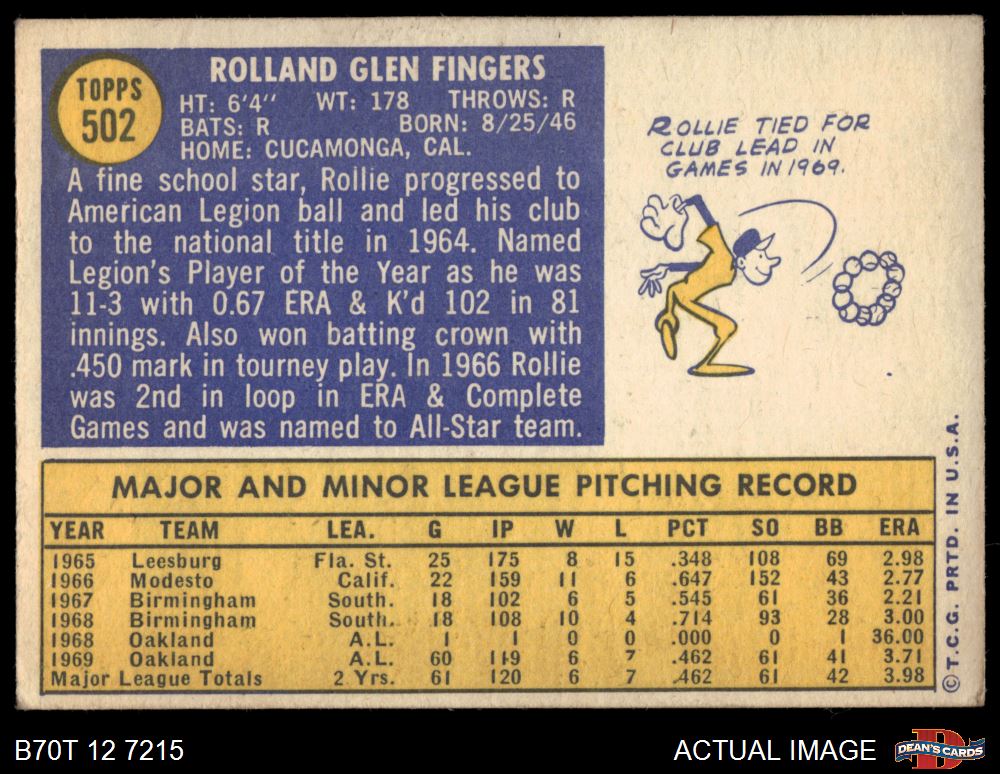 TOPPS
502
ROLLAND GLEN FINGERS
HT: 6'4" WT: 178 THROWS: R
BATS: R BORN: 8/25/46
HOME: CUCAMONGA, CAL.
A fine school star, Rollie progressed to
American Legion ball and led his club
to the national title in 1964. Named
Legion's Player of the Year as he was
11-3 with 0.67 ERA & K'd 102 in 81
innings. Also won batting crown with
.450 mark in tourney play. In 1966 Rollie
was 2nd in loop in ERA & Complete
Games and was named to All-Star team.
ROLLIE TIED FOR
CLUB LEAD IN
GAMES IN 1969.
MAJOR AND MINOR LEAGUE PITCHING RECORD
YEAR TEAM LEA. G IP W L PCT SO BB ERA
1965 Leesburg Fla. St. 25 175 8 15 .348 108 69 2.98
1966 Modesto Calif. 22 159 11 6 .647 152 43 2.77
1967 Birmingham South. 18 102 6 5 .545 61 36 2.21
1968 Birmingham South. 18 108 10 4 .714 93 28 3.00
1968 Oakland A.L. 1 1 0 0 .000 0 1 36.00
1969 Oakland A.L. 60 119 6 7 .462 61 41 3.71
Major League Totals 2 Yrs. 61 120 6 7 .462 61 42 3.98
© T.C.G. PRTD. IN U.S.A.
B70T 12 7215
ACTUAL IMAGE
DEAN'S CARDS